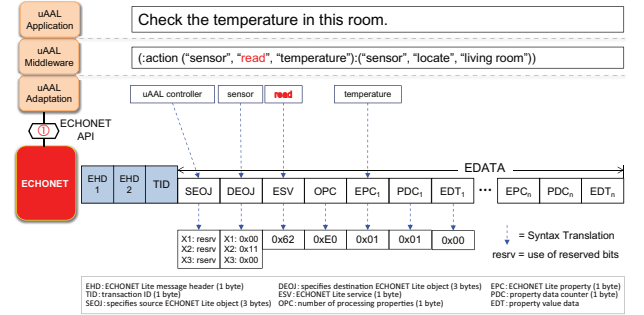 uAAL
Application
Check the temperature in this room.
uAAL
Middleware
(:action (“sensor”, “read”, “temperature”):(“sensor”, “locate”, “living room”))
uAAL
Adaptation
uAAL controller
sensor
read
temperature
① ECHONET
API
ECHONET
EDATA
EHD
1
EHD
2
TID
SEOJ
DEOJ
ESV
OPC
EPC₁
PDC₁
EDT₁
...
EPCₙ
PDCₙ
EDTₙ
X1: resrv
X2: resrv
X3: resrv
X1: 0x00
X2: 0x11
X3: 0x00
0x62
0xE0
0x01
0x01
0x00
= Syntax Translation
resrv = use of reserved bits
EHD : ECHONET Lite message header (1 byte)
TID : transaction ID (1 byte)
SEOJ : specifies source ECHONET Lite object (3 bytes)
DEOJ : specifies destination ECHONET Lite object (3 bytes)
ESV : ECHONET Lite service (1 byte)
OPC : number of processing properties (1 byte)
EPC : ECHONET Lite property (1 byte)
PDC : property data counter (1 byte)
EDT : property value data